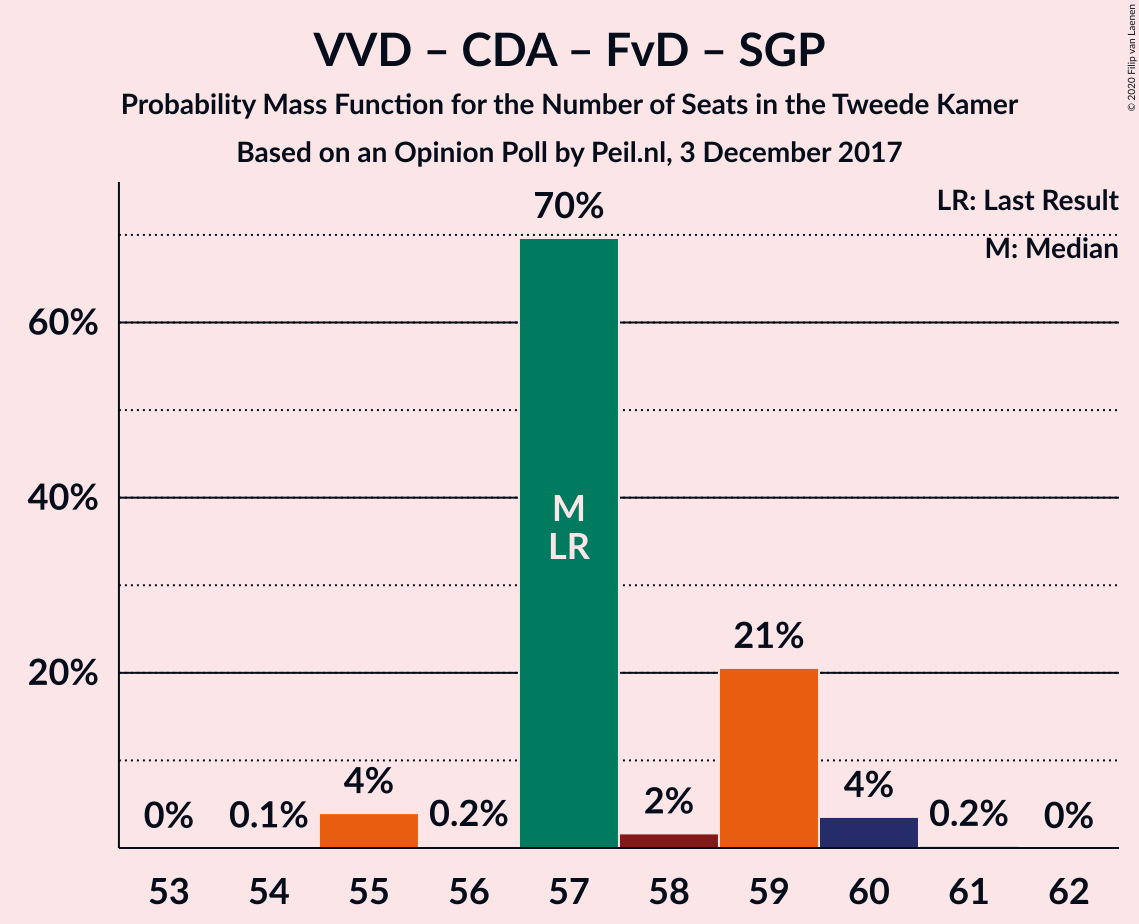 VVD – CDA – FvD – SGP
Probability Mass Function for the Number of Seats in the Tweede Kamer
Based on an Opinion Poll by Peil.nl, 3 December 2017
© 2020 Filip van Laenen
LR: Last Result
M: Median
70%
60%
40%
M
LR
21%
20%
4%
4%
2%
0%
0.1%
0.2%
0.2%
0%
53
54
55
56
57
58
59
60
61
62